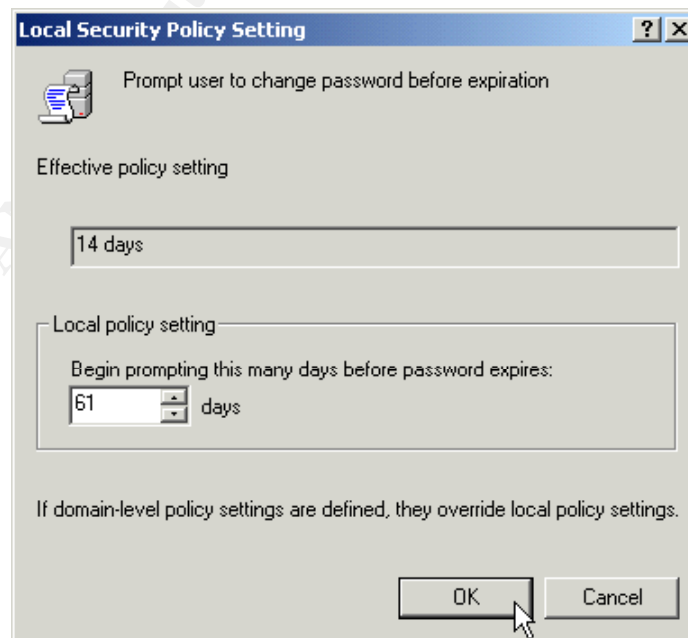 Local Security Policy Setting
Prompt user to change password before expiration
Effective policy setting
14 days
Local policy setting
Begin prompting this many days before password expires:
61 days
If domain-level policy settings are defined, they override local policy settings.
OK Cancel